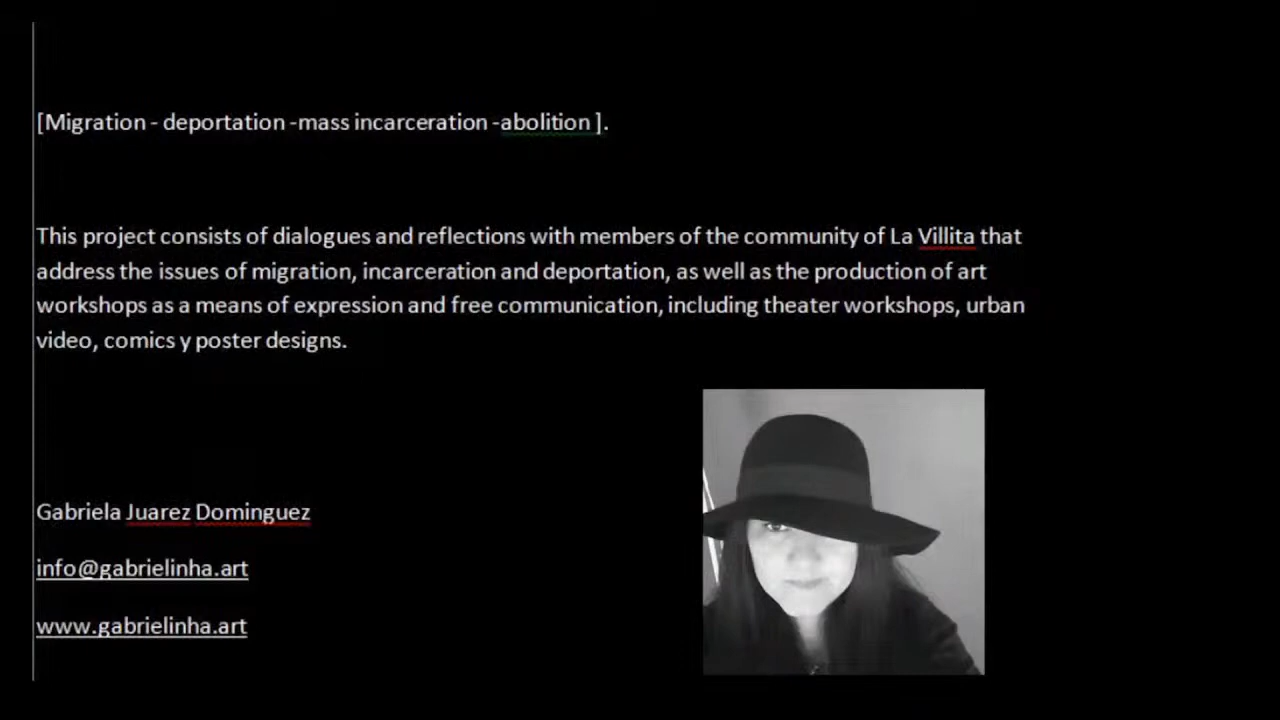 [Migration - deportation -mass incarceration -abolition ].
This project consists of dialogues and reflections with members of the community of La Villita that
address the issues of migration, incarceration and deportation, as well as the production of art
workshops as a means of expression and free communication, including theater workshops, urban
video, comics y poster designs.
Gabriela Juarez Dominguez
info@gabrielinha.art
www.gabrielinha.art